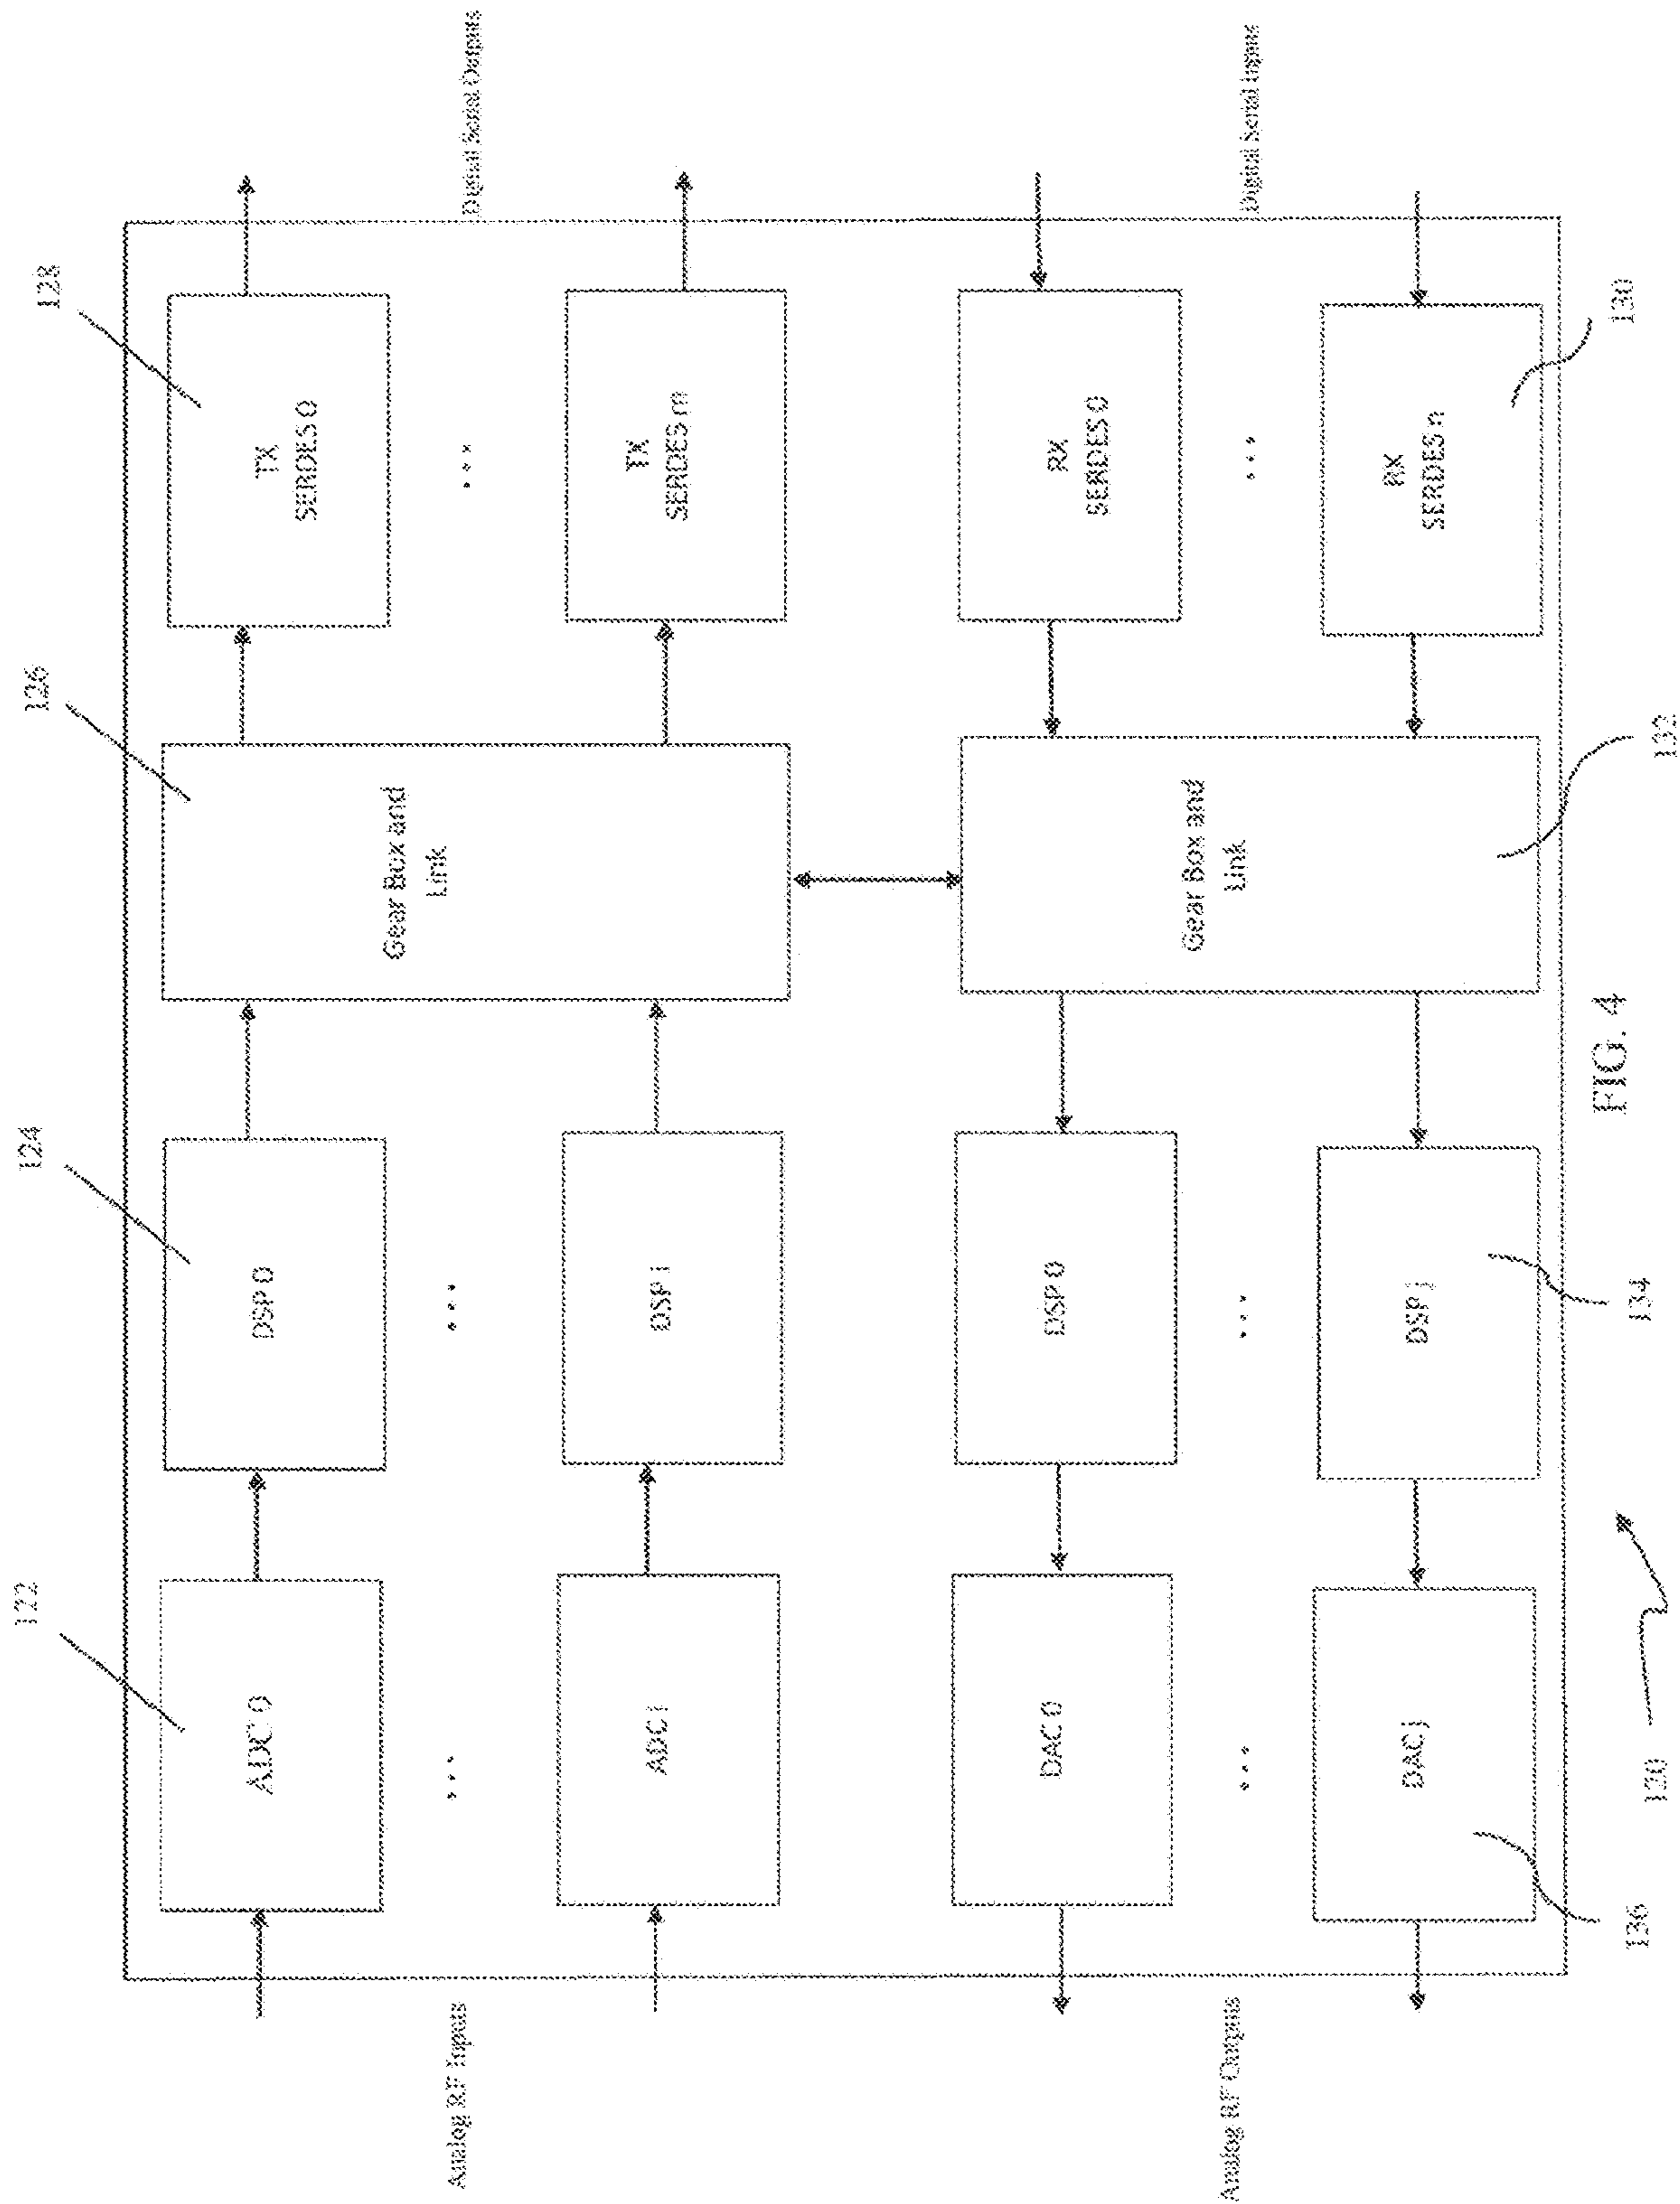 122
124
126
128
Analog RF Inputs
ADC 0
DSP 0
Gear Box and
Link
TX
SERDES 0
Digital Serial Outputs
...
...
...
ADC i
DSP i
TX
SERDES m
Analog RF Outputs
DAC 0
DSP 0
Gear Box and
Link
RX
SERDES 0
Digital Serial Inputs
...
...
...
DAC j
DSP j
RX
SERDES n
136
120
134
FIG. 4
132
130